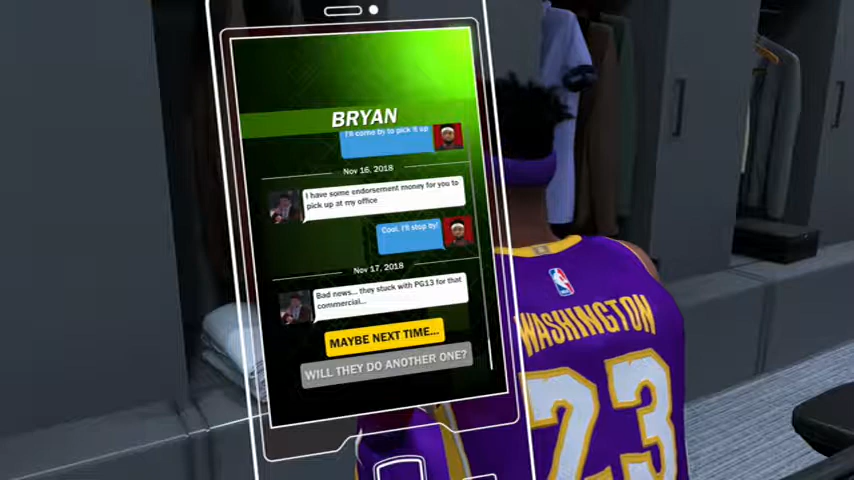 BRYAN
I'll come by to pick it up
Nov 16, 2018
I have some endorsement money for you to
pick up at my office
Cool, I'll stop by!
Nov 17, 2018
Bad news... they stuck with PG13 for that
commercial...
MAYBE NEXT TIME...
WILL THEY DO ANOTHER ONE?
WASHINGTON
23